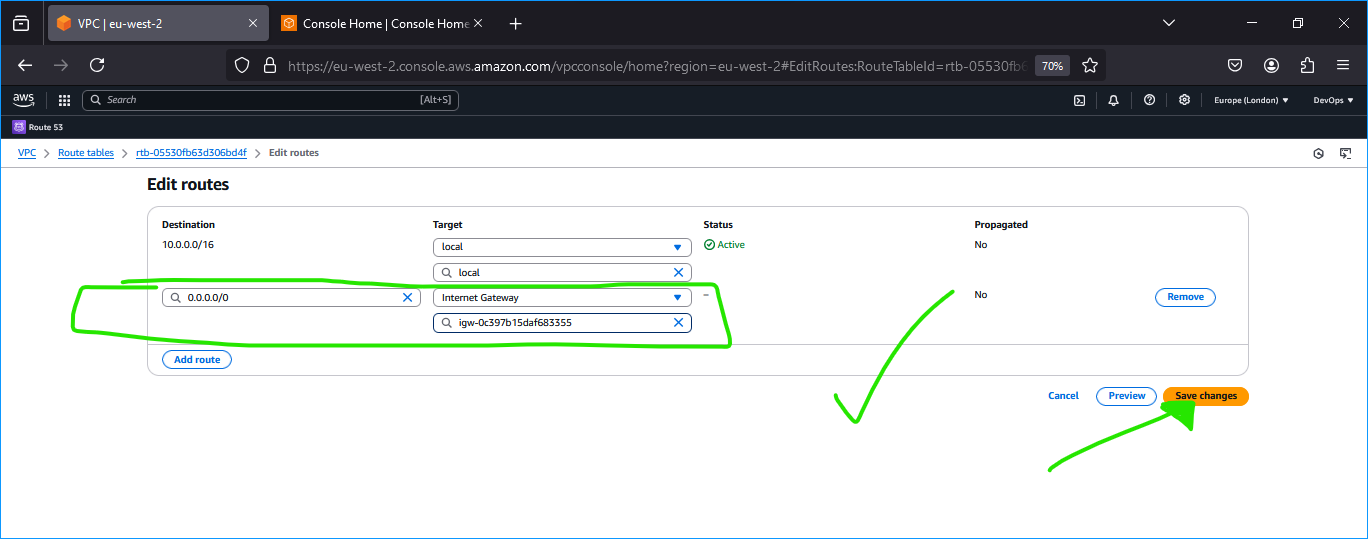 VPC | eu-west-2
Console Home | Console Home
https://eu-west-2.console.aws.amazon.com/vpcconsole/home?region=eu-west-2#EditRoutes:RouteTableId=rtb-05530fb6
70%
aws
Search
[Alt+S]
Europe (London)
DevOps
Route 53
VPC
Route tables
rtb-05530fb63d306bd4f
Edit routes
Edit routes
Destination Target Status Propagated
10.0.0.0/16 local Active No
local
0.0.0.0/0 Internet Gateway – No Remove
igw-0c397b15daf683355
Add route
Cancel Preview Save changes